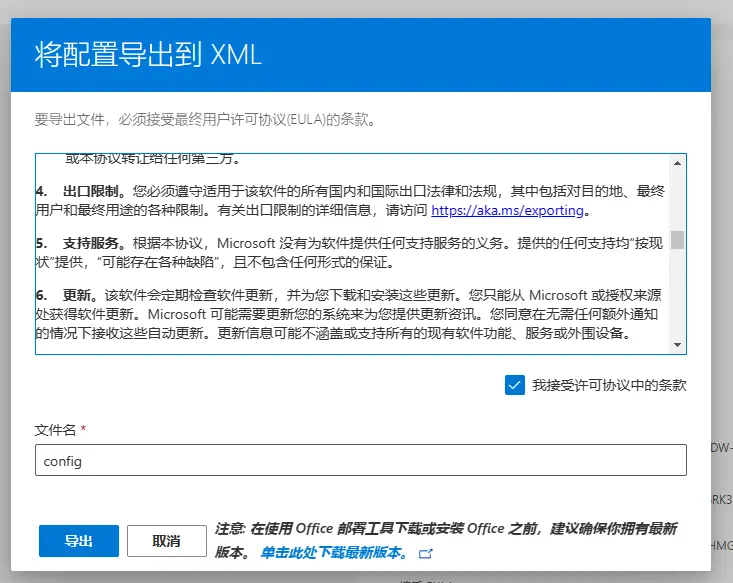 将配置导出到 XML
要导出文件，必须接受最终用户许可协议(EULA)的条款。
或本协议转让给任何第三方。
4. 出口限制。您必须遵守适用于该软件的所有国内和国际出口法律和法规，其中包括对目的地、最终
用户和最终用途的各种限制。有关出口限制的详细信息，请访问 https://aka.ms/exporting。
5. 支持服务。根据本协议，Microsoft 没有为软件提供任何支持服务的义务。提供的任何支持均“按现
状”提供，“可能存在各种缺陷”，且不包含任何形式的保证。
6. 更新。该软件会定期检查软件更新，并为您下载和安装这些更新。您只能从 Microsoft 或授权来源
处获得软件更新。Microsoft 可能需要更新您的系统来为您提供更新资讯。您同意在无需任何额外通知
的情况下接收这些自动更新。更新信息可能不涵盖或支持所有的现有软件功能、服务或外围设备。
我接受许可协议中的条款
文件名 *
config
DW-
RK3
HMG
导出
取消
注意: 在使用 Office 部署工具下载或安装 Office 之前，建议确保你拥有最新
版本。 单击此处下载最新版本。